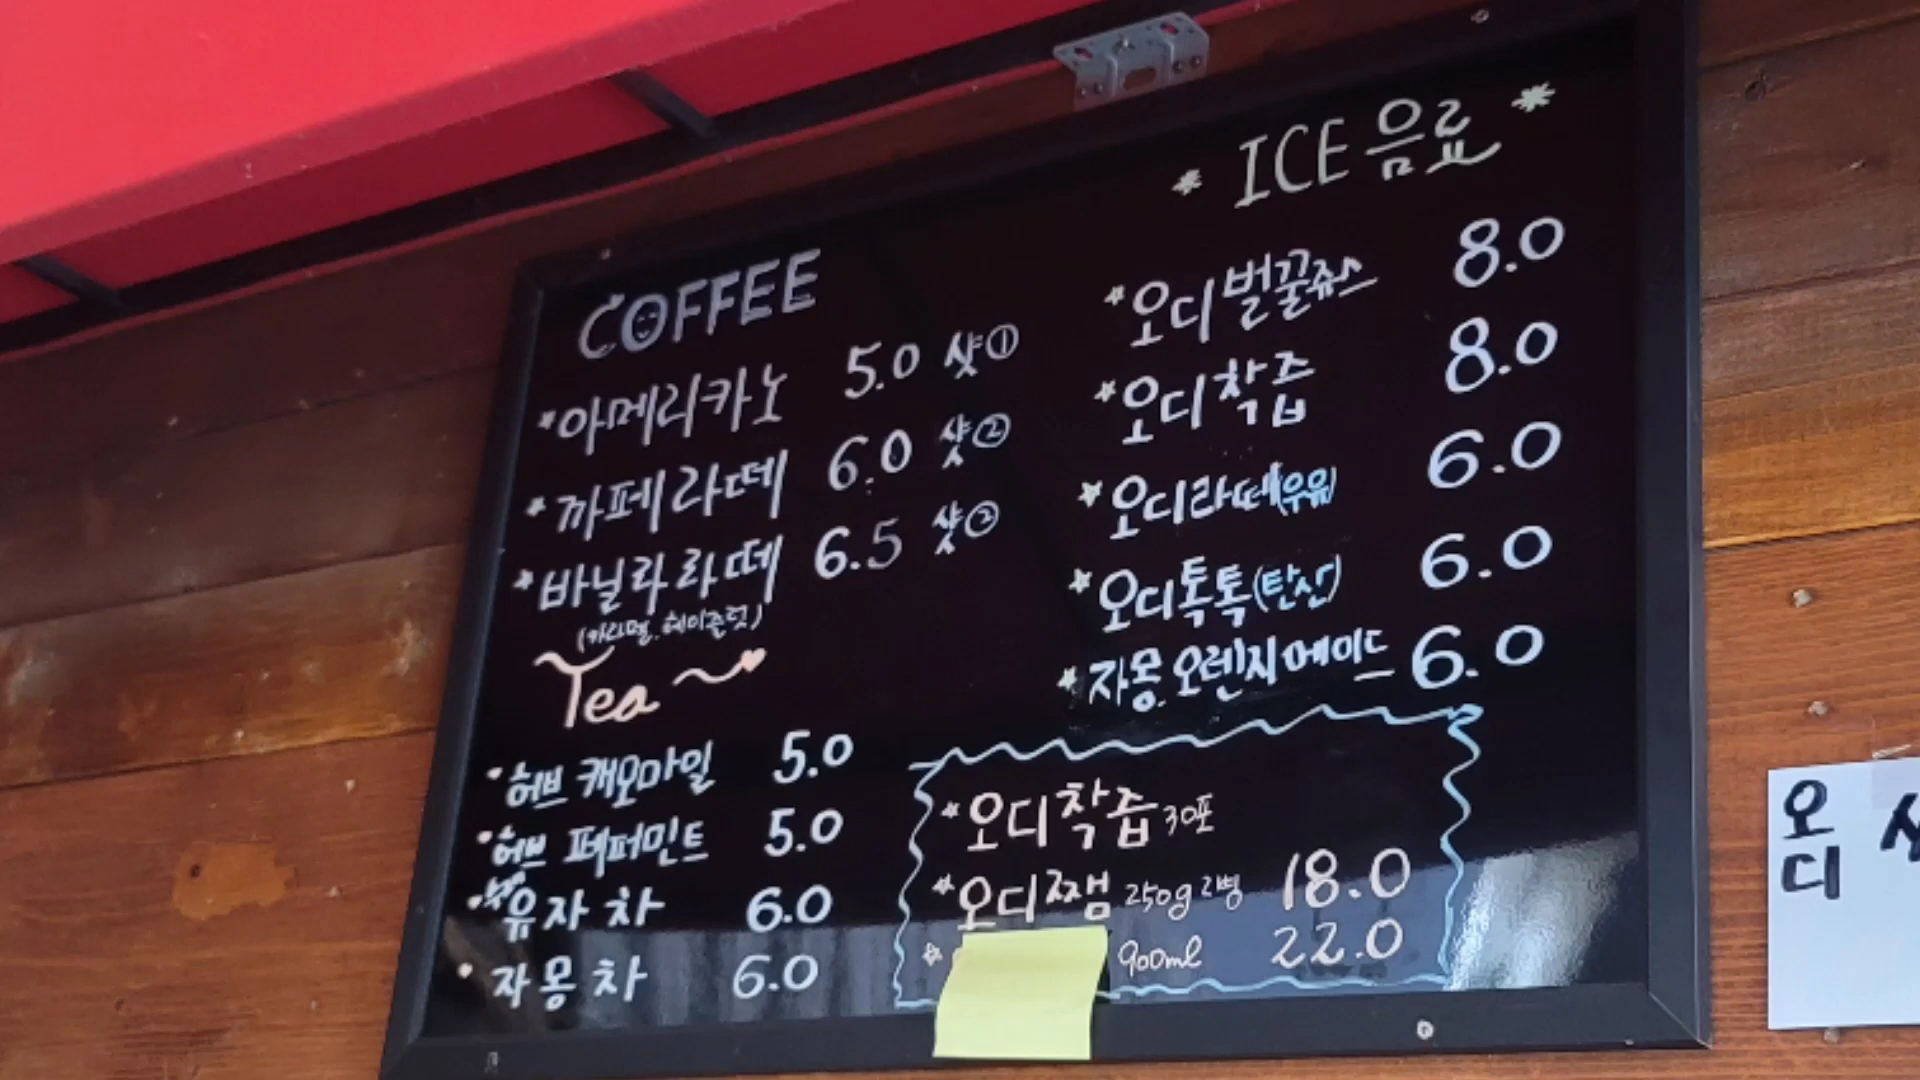 COFFEE
*아메리카노 5.0 샷①
*까페라떼 6.0 샷②
*바닐라라떼 6.5 샷②
(카라멜.헤이즐럿)
Tea
·허브 캐모마일 5.0
·허브 페퍼민트 5.0
·유자차 6.0
·자몽차 6.0
* ICE 음료 *
*오디벌꿀쥬스 8.0
*오디착즙 8.0
*오디라떼(우유) 6.0
*오디톡톡(탄산) 6.0
*자몽.오렌지에이드 6.0
*오디착즙 30포
*오디쨈 250g 2병 18.0
* 900ml 22.0
오
디